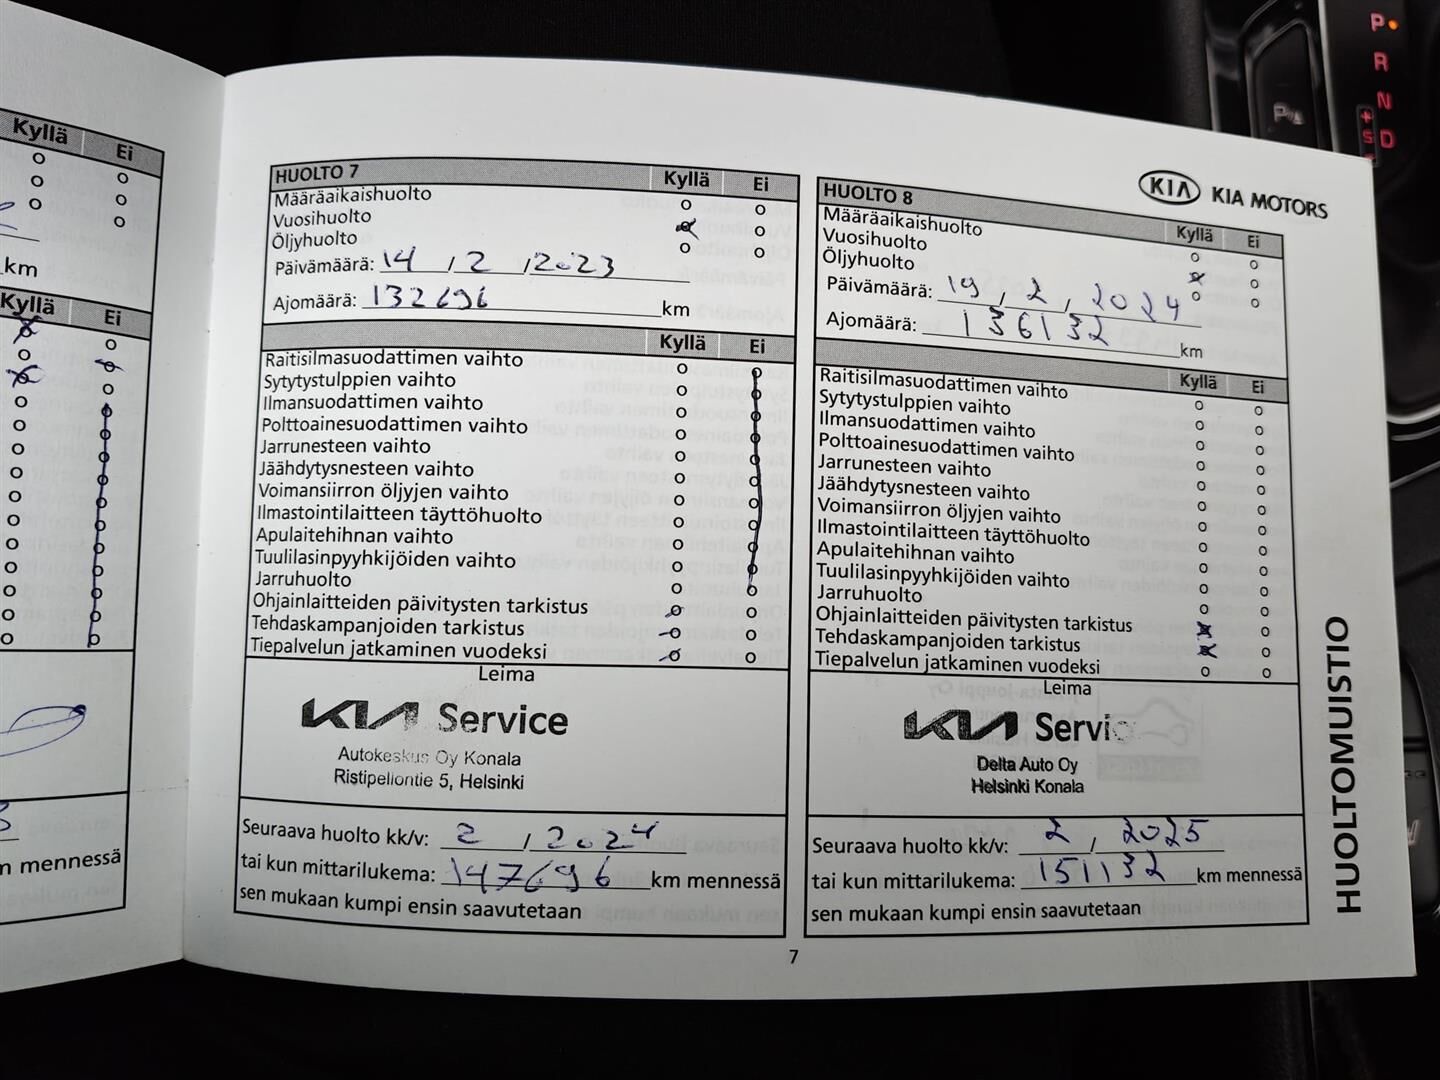 Kyllä Ei
km
Kyllä Ei
km mennessä
HUOLTO 7 Kyllä Ei
Määräaikaishuolto o o
Vuosihuolto o o
Öljyhuolto o o
Päivämäärä: 14 / 2 / 2023
Ajomäärä: 132696 km
Kyllä Ei
Raitisilmasuodattimen vaihto
Sytytystulppien vaihto
Ilmansuodattimen vaihto
Polttoainesuodattimen vaihto
Jarrunesteen vaihto
Jäähdytysnesteen vaihto
Voimansiirron öljyjen vaihto
Ilmastointilaitteen täyttöhuolto
Apulaitehihnan vaihto
Tuulilasinpyyhkijöiden vaihto
Jarruhuolto
Ohjainlaitteiden päivitysten tarkistus
Tehdaskampanjoiden tarkistus
Tiepalvelun jatkaminen vuodeksi
Leima
KIA Service
Autokeskus Oy Konala
Ristipellontie 5, Helsinki
Seuraava huolto kk/v: 2 / 2024
tai kun mittarilukema: 147696 km mennessä
sen mukaan kumpi ensin saavutetaan
KIA KIA MOTORS
HUOLTO 8 Kyllä Ei
Määräaikaishuolto
Vuosihuolto
Öljyhuolto
Päivämäärä: 19 / 2 / 2024
Ajomäärä: 136132 km
Kyllä Ei
Raitisilmasuodattimen vaihto
Sytytystulppien vaihto
Ilmansuodattimen vaihto
Polttoainesuodattimen vaihto
Jarrunesteen vaihto
Jäähdytysnesteen vaihto
Voimansiirron öljyjen vaihto
Ilmastointilaitteen täyttöhuolto
Apulaitehihnan vaihto
Tuulilasinpyyhkijöiden vaihto
Jarruhuolto
Ohjainlaitteiden päivitysten tarkistus
Tehdaskampanjoiden tarkistus
Tiepalvelun jatkaminen vuodeksi
Leima
KIA Servic
Delta Auto Oy
Helsinki Konala
Seuraava huolto kk/v: 2 / 2025
tai kun mittarilukema: 151132 km mennessä
sen mukaan kumpi ensin saavutetaan
HUOLTOMUISTIO
7
P
R
N
D
+
S
P